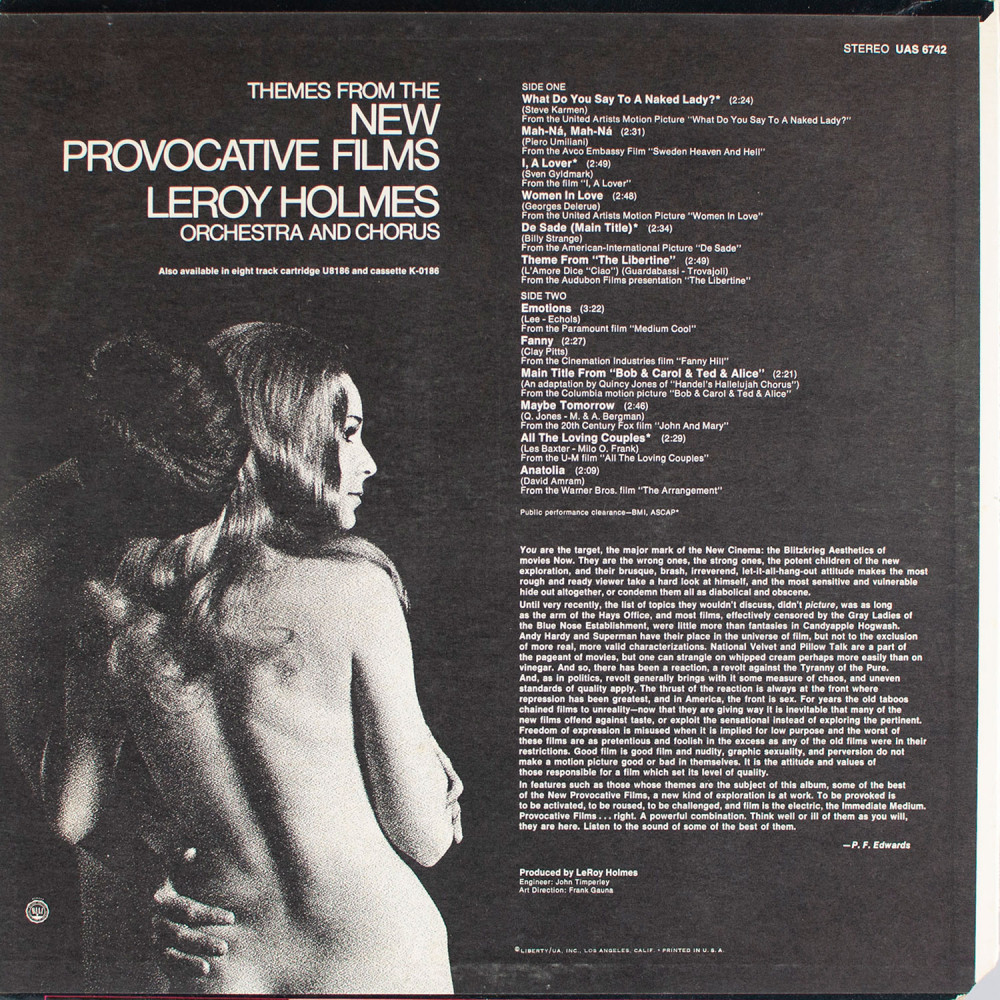 STEREO UAS 6742
THEMES FROM THE
NEW
PROVOCATIVE FILMS
LEROY HOLMES
ORCHESTRA AND CHORUS
Also available in eight track cartridge U8186 and cassette K-0186
SIDE ONE
What Do You Say To A Naked Lady?* (2:24)
(Steve Karmen)
From the United Artists Motion Picture "What Do You Say To A Naked Lady?"
Mah-Ná, Mah-Ná (2:31)
(Piero Umiliani)
From the Avco Embassy Film "Sweden Heaven And Hell"
I, A Lover* (2:49)
(Sven Gyldmark)
From the film "I, A Lover"
Women In Love (2:48)
(Georges Delerue)
From the United Artists Motion Picture "Women In Love"
De Sade (Main Title)* (2:34)
(Billy Strange)
From the American-International Picture "De Sade"
Theme From "The Libertine" (2:49)
(L'Amore Dice "Ciao") (Guardabassi - Trovajoli)
From the Audubon Films presentation "The Libertine"
SIDE TWO
Emotions (3:22)
(Lee - Echols)
From the Paramount film "Medium Cool"
Fanny (2:27)
(Clay Pitts)
From the Cinemation Industries film "Fanny Hill"
Main Title From "Bob & Carol & Ted & Alice" (2:21)
(An adaptation by Quincy Jones of "Handel's Hallelujah Chorus")
From the Columbia motion picture "Bob & Carol & Ted & Alice"
Maybe Tomorrow (2:46)
(Q. Jones - M. & A. Bergman)
From the 20th Century Fox film "John And Mary"
All The Loving Couples* (2:29)
(Les Baxter - Milo O. Frank)
From the U-M film "All The Loving Couples"
Anatolia (2:09)
(David Amram)
From the Warner Bros. film "The Arrangement"
Public performance clearance—BMI, ASCAP*
You are the target, the major mark of the New Cinema: the Blitzkrieg Aesthetics of
movies Now. They are the wrong ones, the strong ones, the potent children of the new
exploration, and their brusque, brash, irreverend, let-it-all-hang-out attitude makes the most
rough and ready viewer take a hard look at himself, and the most sensitive and vulnerable
hide out altogether, or condemn them all as diabolical and obscene.
Until very recently, the list of topics they wouldn't discuss, didn't picture, was as long
as the arm of the Hays Office, and most films, effectively censored by the Gray Ladies of
the Blue Nose Establishment, were little more than fantasies in Candyapple Hogwash.
Andy Hardy and Superman have their place in the universe of film, but not to the exclusion
of more real, more valid characterizations. National Velvet and Pillow Talk are a part of
the pageant of movies, but one can strangle on whipped cream perhaps more easily than on
vinegar. And so, there has been a reaction, a revolt against the Tyranny of the Pure.
And, as in politics, revolt generally brings with it some measure of chaos, and uneven
standards of quality apply. The thrust of the reaction is always at the front where
repression has been greatest, and in America, the front is sex. For years the old taboos
chained films to unreality—now that they are giving way it is inevitable that many of the
new films offend against taste, or exploit the sensational instead of exploring the pertinent.
Freedom of expression is misused when it is implied for low purpose and the worst of
these films are as pretentious and foolish in the excess as any of the old films were in their
restrictions. Good film is good film and nudity, graphic sexuality, and perversion do not
make a motion picture good or bad in themselves. It is the attitude and values of
those responsible for a film which set its level of quality.
In features such as those whose themes are the subject of this album, some of the best
of the New Provocative Films, a new kind of exploration is at work. To be provoked is
to be activated, to be roused, to be challenged, and film is the electric, the Immediate Medium.
Provocative Films . . . right. A powerful combination. Think well or ill of them as you will,
they are here. Listen to the sound of some of the best of them.
—P. F. Edwards
Produced by LeRoy Holmes
Engineer: John Timperley
Art Direction: Frank Gauna
© LIBERTY/UA, INC., LOS ANGELES, CALIF. • PRINTED IN U.S.A.